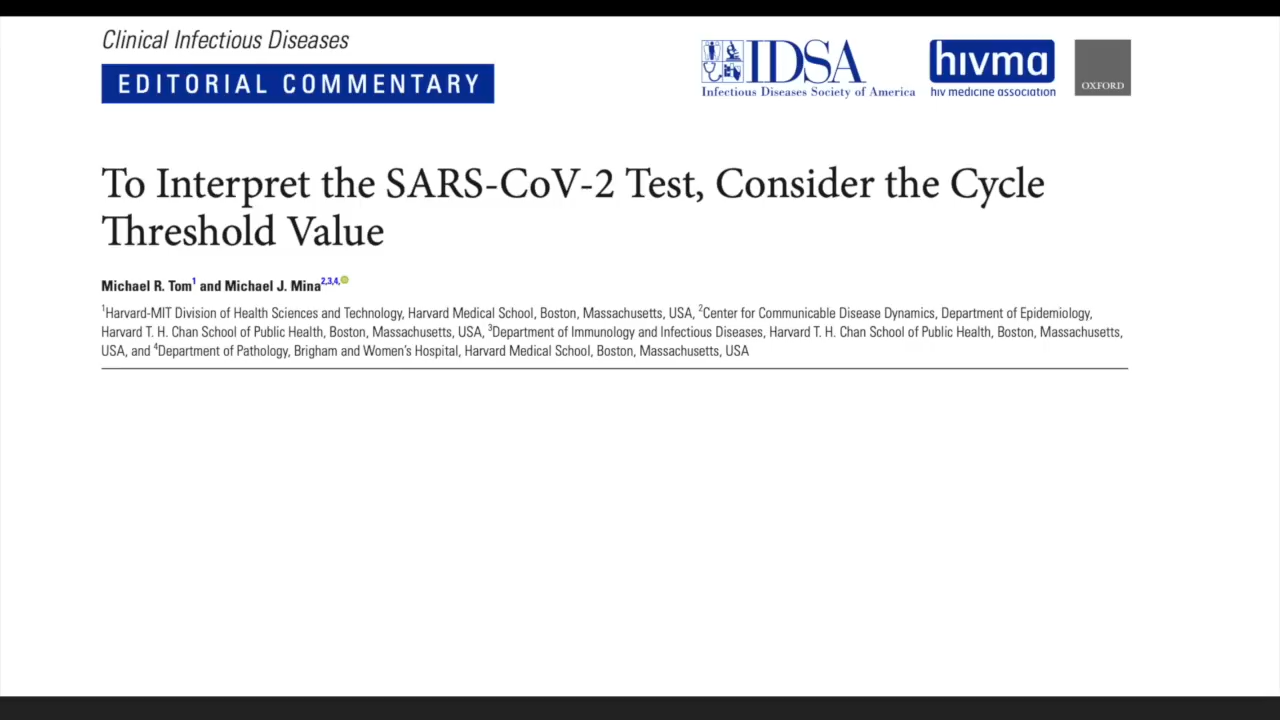 Clinical Infectious Diseases
EDITORIAL COMMENTARY
IDSA
Infectious Diseases Society of America
hivma
hiv medicine association
OXFORD
To Interpret the SARS-CoV-2 Test, Consider the Cycle
Threshold Value
Michael R. Tom1 and Michael J. Mina2,3,4,
1Harvard-MIT Division of Health Sciences and Technology, Harvard Medical School, Boston, Massachusetts, USA, 2Center for Communicable Disease Dynamics, Department of Epidemiology,
Harvard T. H. Chan School of Public Health, Boston, Massachusetts, USA, 3Department of Immunology and Infectious Diseases, Harvard T. H. Chan School of Public Health, Boston, Massachusetts,
USA, and 4Department of Pathology, Brigham and Women's Hospital, Harvard Medical School, Boston, Massachusetts, USA